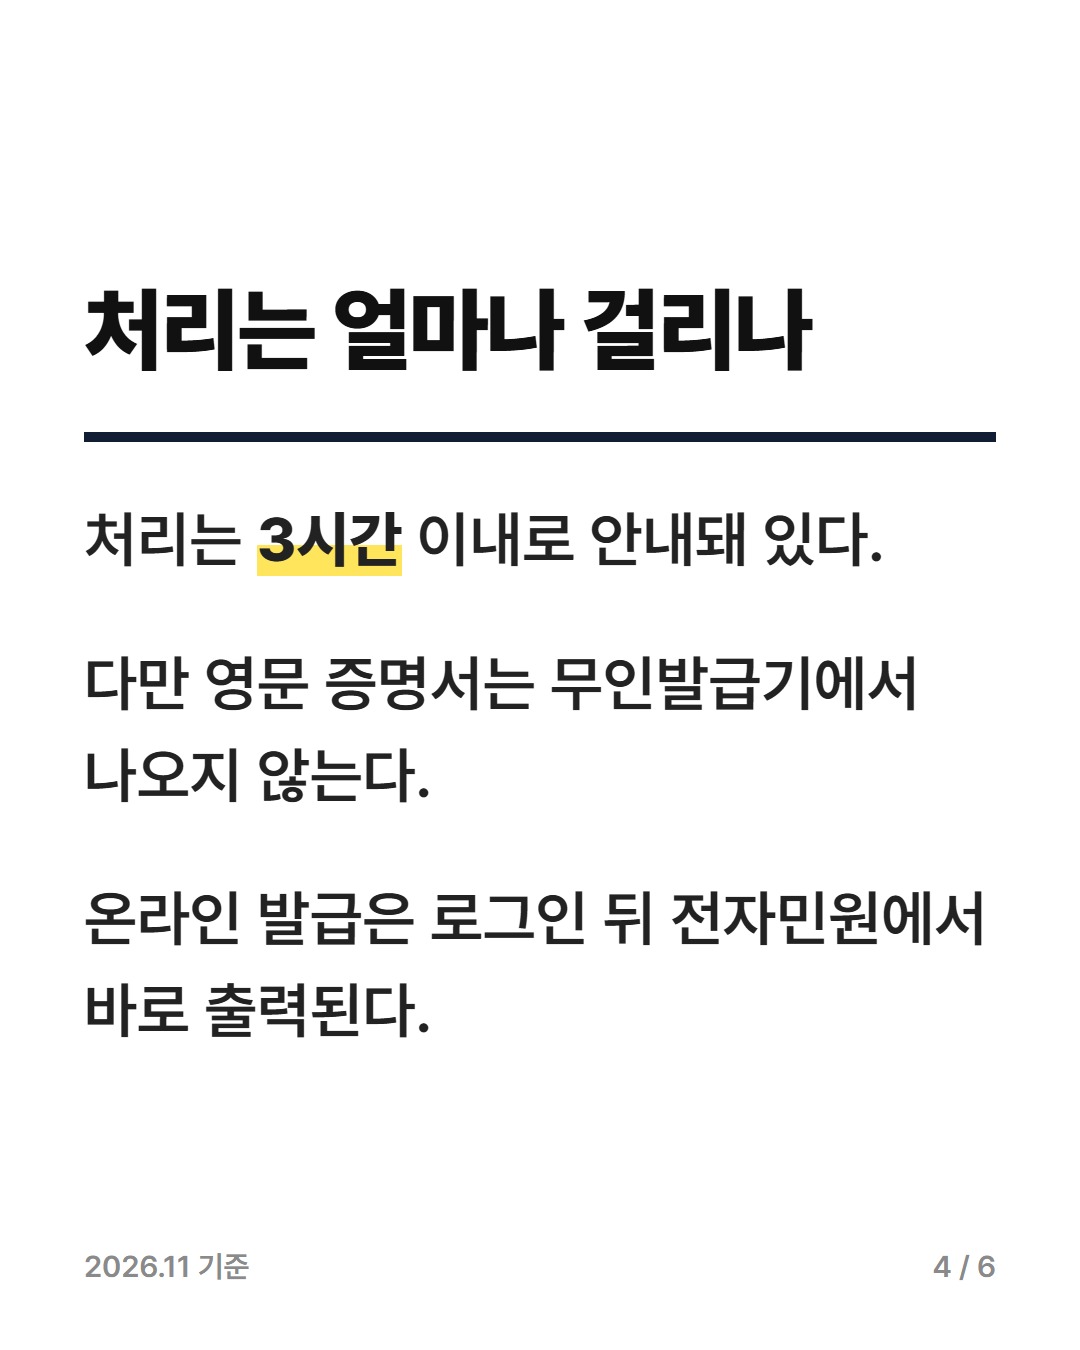 처리는 얼마나 걸리나
처리는 3시간 이내로 안내돼 있다.
다만 영문 증명서는 무인발급기에서
나오지 않는다.
온라인 발급은 로그인 뒤 전자민원에서
바로 출력된다.
2026.11 기준
4 / 6